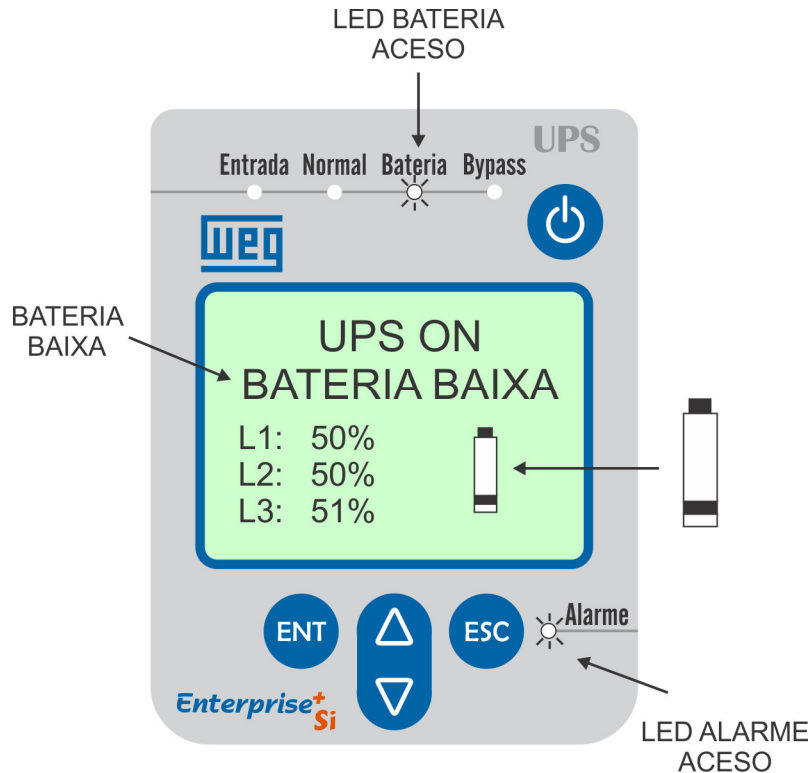 LED BATERIA
ACESO
UPS
Entrada Normal Bateria Bypass
weg
BATERIA
BAIXA
UPS ON
BATERIA BAIXA
L1: 50%
L2: 50%
L3: 51%
ENT
ESC
Alarme
Enterprise+
Si
LED ALARME
ACESO